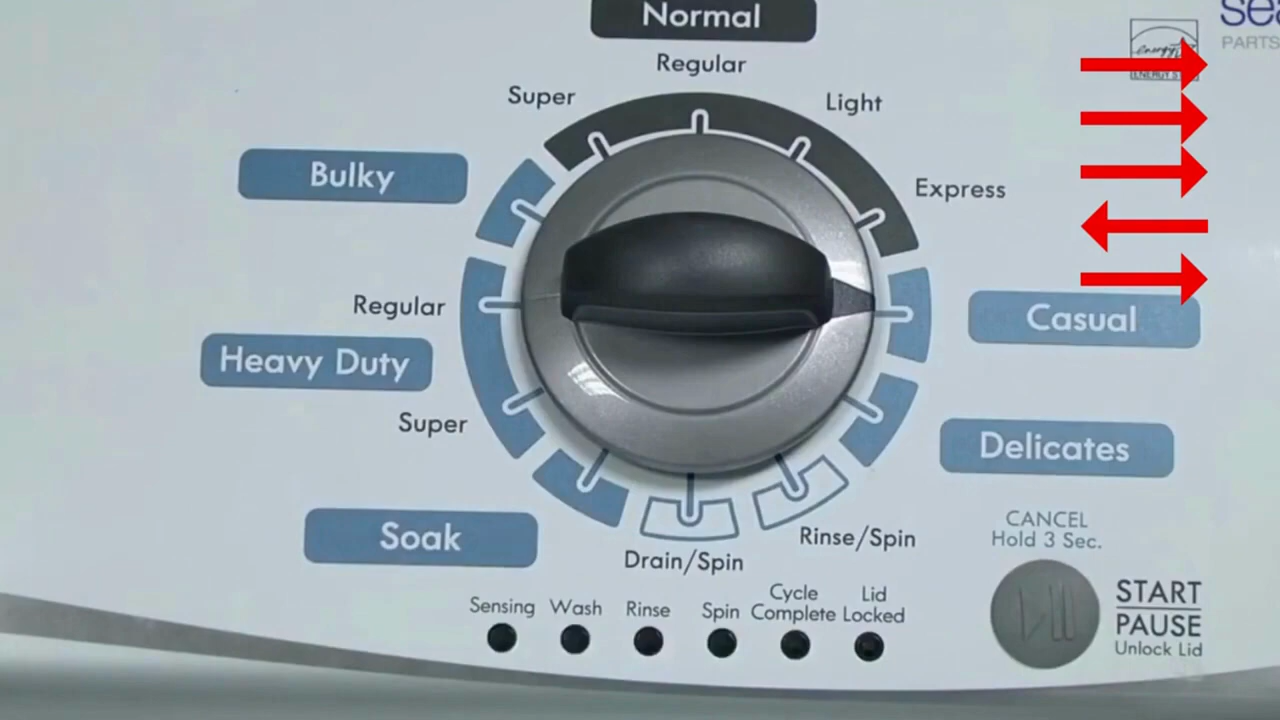 Normal
Regular
Super
Light
Bulky
Express
Regular
Casual
Heavy Duty
Super
Delicates
Soak
Rinse/Spin
Drain/Spin
CANCEL
Hold 3 Sec.
Sensing
Wash
Rinse
Spin
Cycle
Complete
Lid
Locked
START
PAUSE
Unlock Lid
PARTS